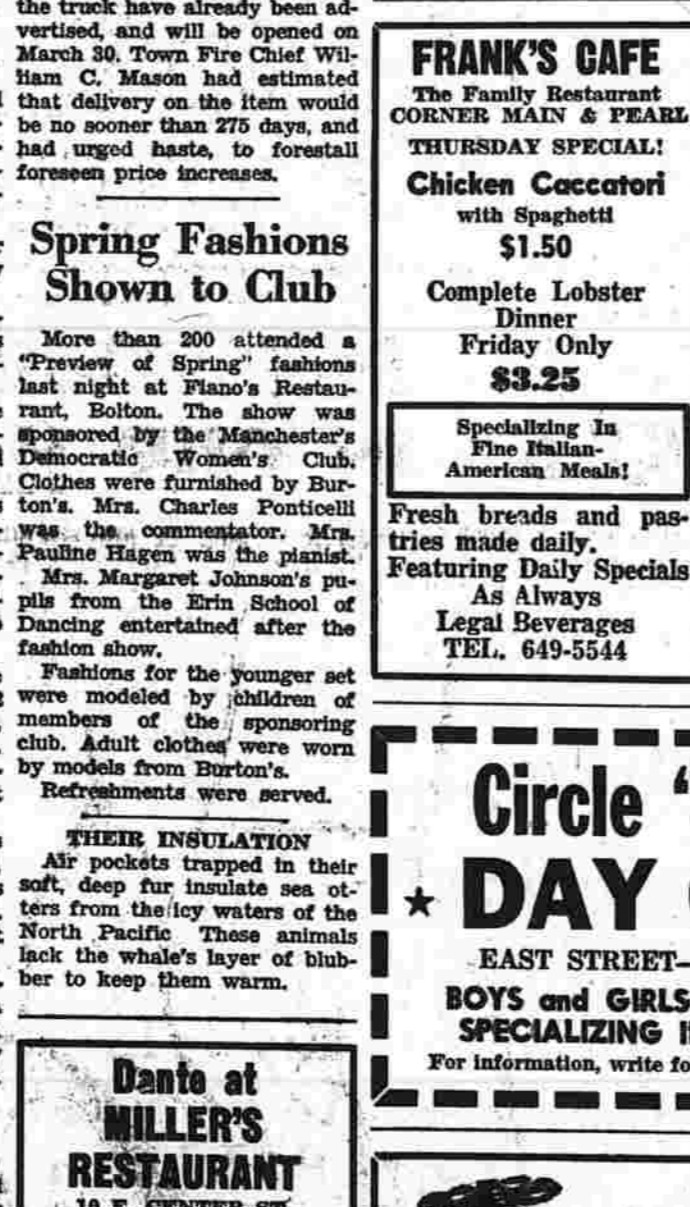 the truck have already been ad-
vertised, and will be opened on
March 30. Town Fire Chief Wil-
liam C. Mason had estimated
that delivery on the item would
be no sooner than 275 days, and
had urged haste, to forestall
foreseen price increases.
Spring Fashions
Shown to Club
More than 200 attended a
"Preview of Spring" fashions
last night at Fiano's Restau-
rant, Bolton. The show was
sponsored by the Manchester's
Democratic Women's Club.
Clothes were furnished by Bur-
ton's. Mrs. Charles Ponticelli
was the commentator. Mrs.
Pauline Hagen was the pianist.
Mrs. Margaret Johnson's pu-
pils from the Erin School of
Dancing entertained after the
fashion show.
Fashions for the younger set
were modeled by children of
members of the sponsoring
club. Adult clothes were worn
by models from Burton's.
Refreshments were served.
THEIR INSULATION
Air pockets trapped in their
soft, deep fur insulate sea ot-
ters from the icy waters of the
North Pacific These animals
lack the whale's layer of blub-
ber to keep them warm.
Dante at
MILLER'S
RESTAURANT
10 E. CENTER ST.
FRANK'S CAFE
The Family Restaurant
CORNER MAIN & PEARL
THURSDAY SPECIAL!
Chicken Caccatori
with Spaghetti
$1.50
Complete Lobster
Dinner
Friday Only
$3.25
Specializing In
Fine Italian-
American Meals!
Fresh breads and pas-
tries made daily.
Featuring Daily Specials
As Always
Legal Beverages
TEL. 649-5544
Circle "
DAY
EAST STREET—
BOYS and GIRLS
SPECIALIZING
For information, write fo